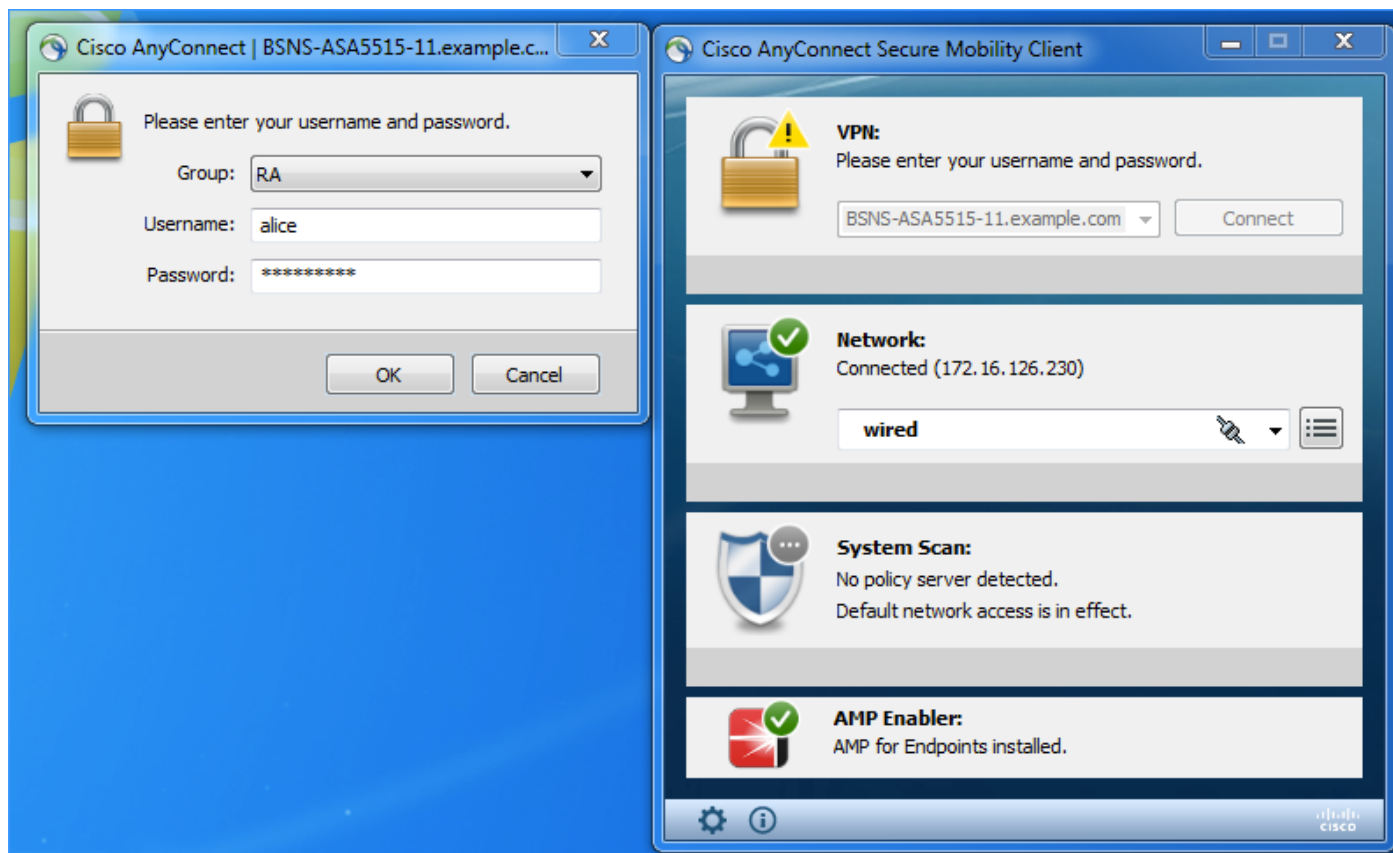 Cisco AnyConnect | BSNS-ASA5515-11.example.c...
Please enter your username and password.
Group: RA
Username: alice
Password: *********
OK Cancel
Cisco AnyConnect Secure Mobility Client
VPN:
Please enter your username and password.
BSNS-ASA5515-11.example.com Connect
Network:
Connected (172.16.126.230)
wired
System Scan:
No policy server detected.
Default network access is in effect.
AMP Enabler:
AMP for Endpoints installed.
CISCO